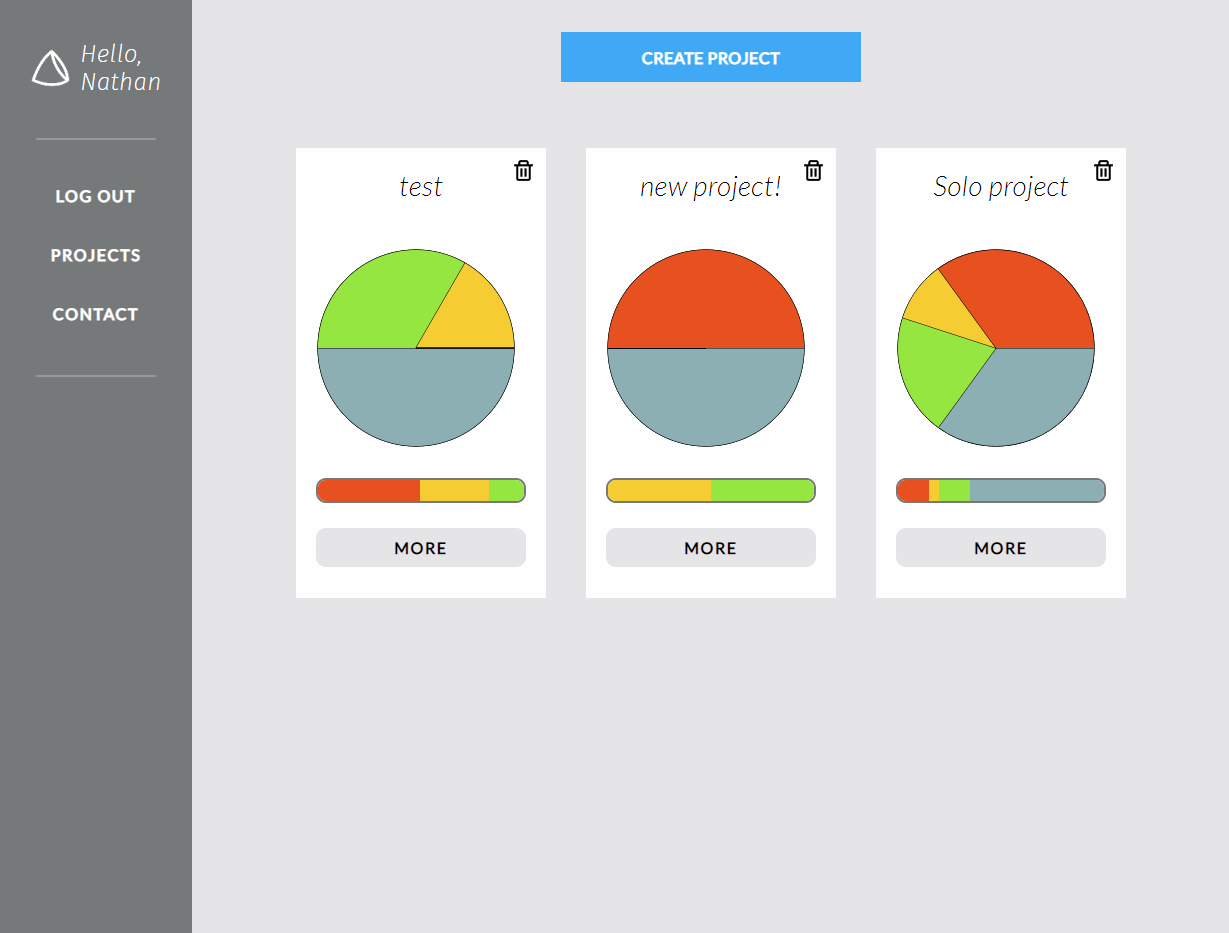 Hello,
Nathan
LOG OUT
PROJECTS
CONTACT
CREATE PROJECT
test
new project!
Solo project
MORE
MORE
MORE